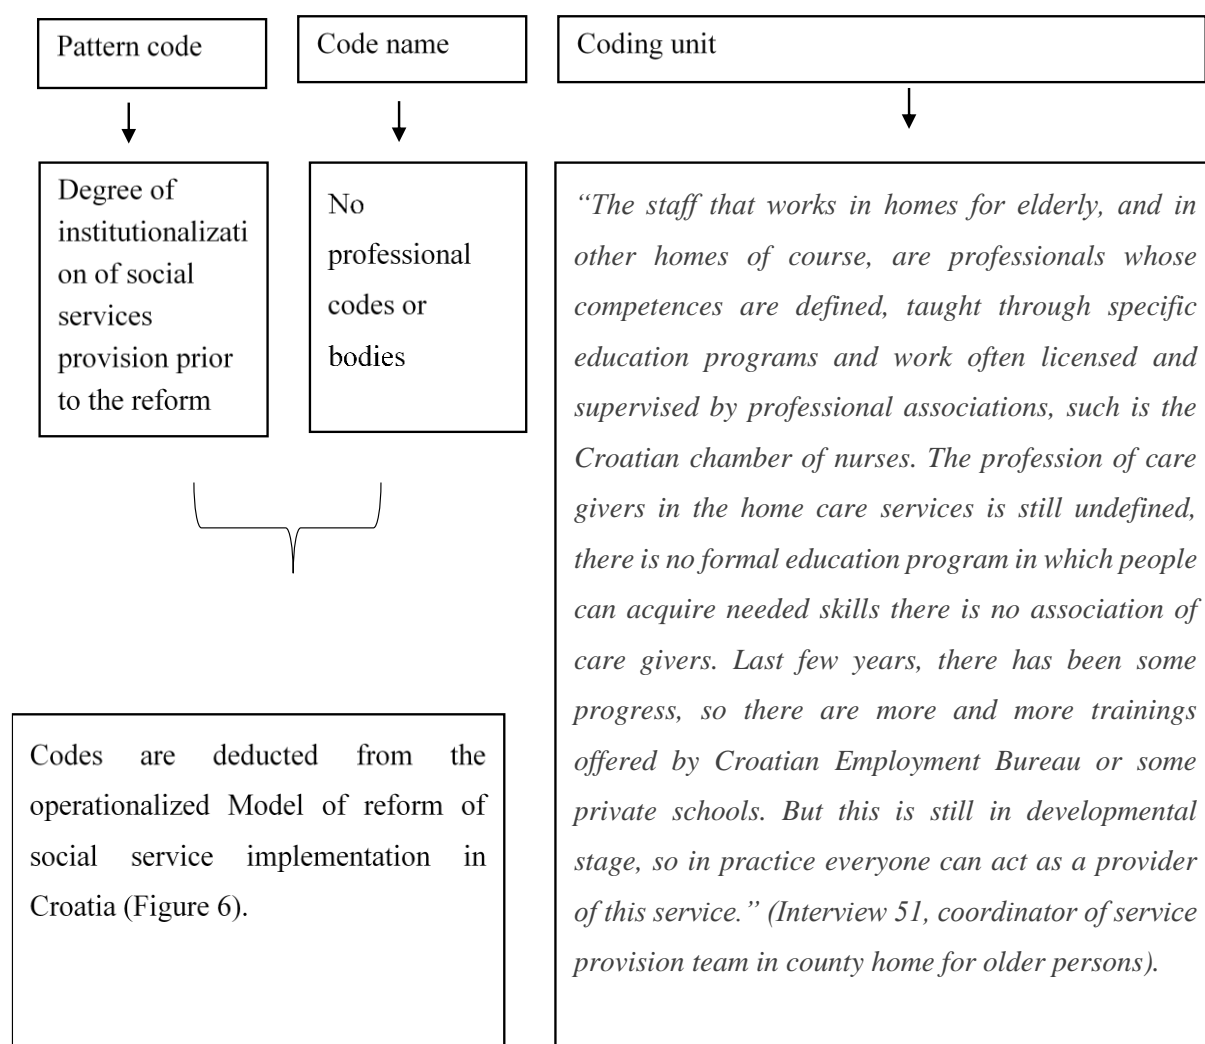 Pattern code
Code name
Coding unit
Degree of
institutionalizati
on of social
services
provision prior
to the reform
No
professional
codes or
bodies
“The staff that works in homes for elderly, and in
other homes of course, are professionals whose
competences are defined, taught through specific
education programs and work often licensed and
supervised by professional associations, such is the
Croatian chamber of nurses. The profession of care
givers in the home care services is still undefined,
there is no formal education program in which people
can acquire needed skills there is no association of
care givers. Last few years, there has been some
progress, so there are more and more trainings
offered by Croatian Employment Bureau or some
private schools. But this is still in developmental
stage, so in practice everyone can act as a provider
of this service.” (Interview 51, coordinator of service
provision team in county home for older persons).
Codes are deducted from the
operationalized Model of reform of
social service implementation in
Croatia (Figure 6).